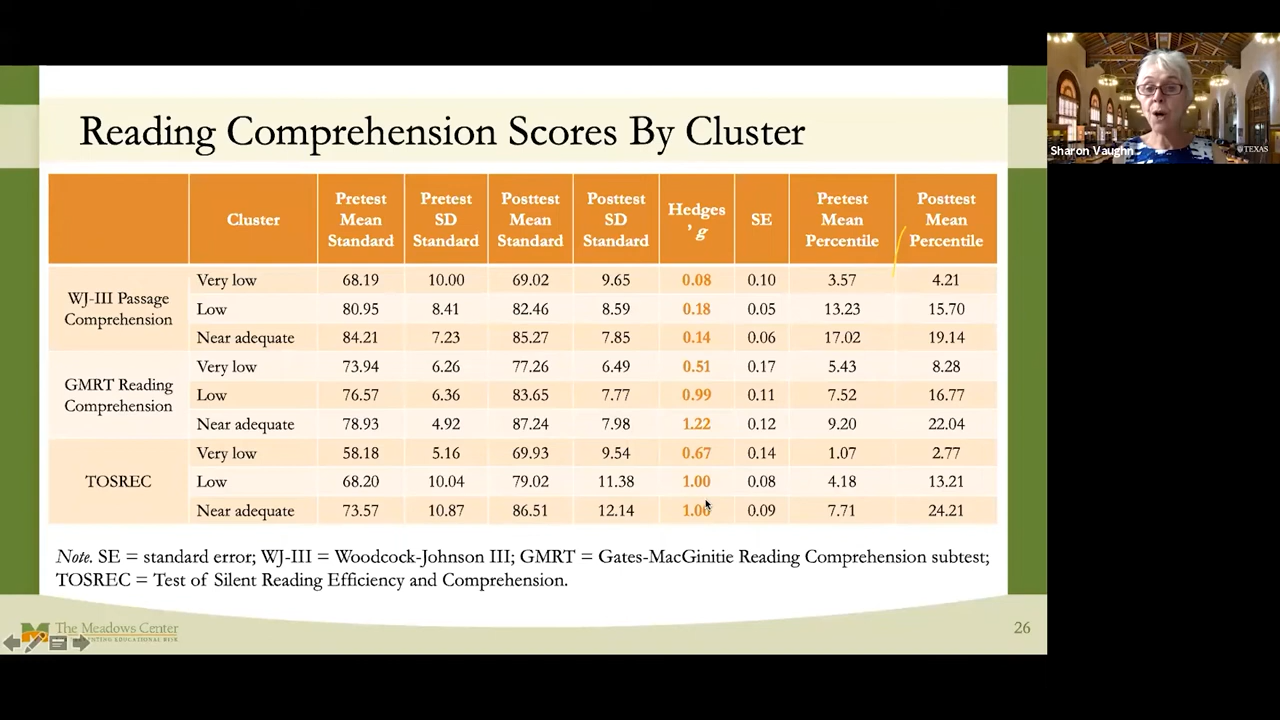 Reading Comprehension Scores By Cluster
Sharon Vaughn
TEXAS
Cluster Pretest Mean Standard Pretest SD Standard Posttest Mean Standard Posttest SD Standard Hedges ’ g SE Pretest Mean Percentile Posttest Mean Percentile
WJ-III Passage Comprehension
Very low 68.19 10.00 69.02 9.65 0.08 0.10 3.57 4.21
Low 80.95 8.41 82.46 8.59 0.18 0.05 13.23 15.70
Near adequate 84.21 7.23 85.27 7.85 0.14 0.06 17.02 19.14
GMRT Reading Comprehension
Very low 73.94 6.26 77.26 6.49 0.51 0.17 5.43 8.28
Low 76.57 6.36 83.65 7.77 0.99 0.11 7.52 16.77
Near adequate 78.93 4.92 87.24 7.98 1.22 0.12 9.20 22.04
TOSREC
Very low 58.18 5.16 69.93 9.54 0.67 0.14 1.07 2.77
Low 68.20 10.04 79.02 11.38 1.00 0.08 4.18 13.21
Near adequate 73.57 10.87 86.51 12.14 1.00 0.09 7.71 24.21
Note. SE = standard error; WJ-III = Woodcock-Johnson III; GMRT = Gates-MacGinitie Reading Comprehension subtest;
TOSREC = Test of Silent Reading Efficiency and Comprehension.
The Meadows Center
EDUCATIONAL RISK
26